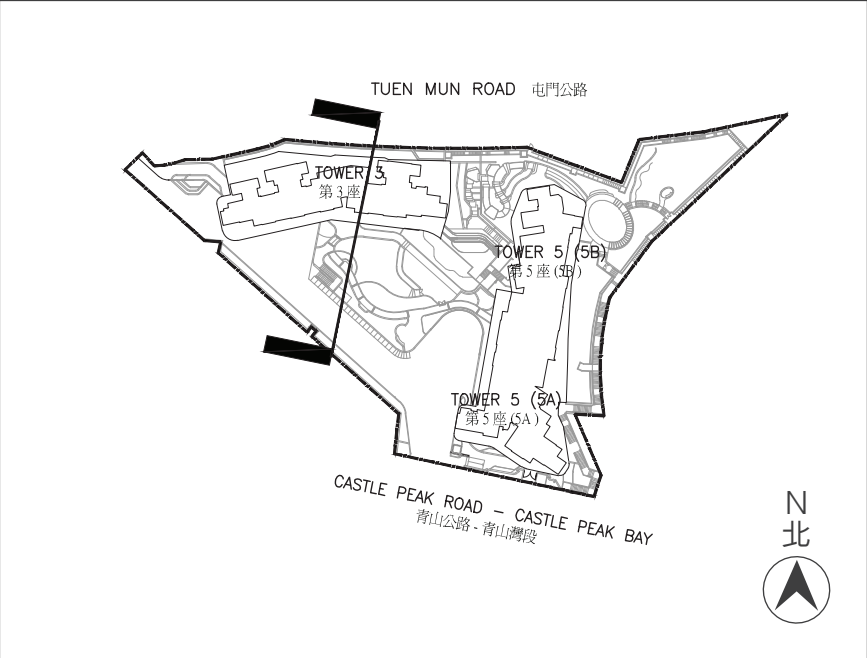 TUEN MUN ROAD 屯門公路
TOWER 3
第 3 座
TOWER 5 (5B)
第 5 座 (5B)
TOWER 5 (5A)
第 5 座 (5A)
CASTLE PEAK ROAD - CASTLE PEAK BAY
青山公路 - 青山灣段
N
北